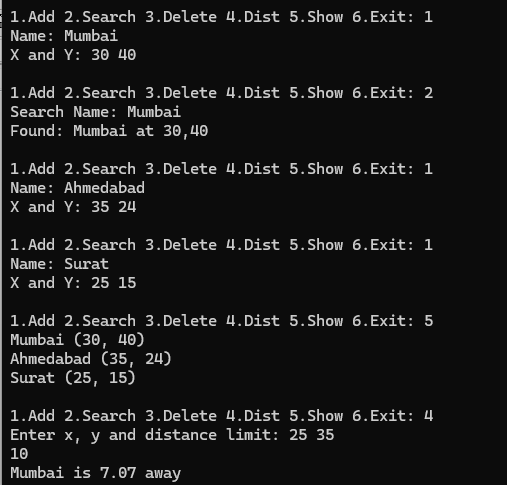 1.Add 2.Search 3.Delete 4.Dist 5.Show 6.Exit: 1
Name: Mumbai
X and Y: 30 40
1.Add 2.Search 3.Delete 4.Dist 5.Show 6.Exit: 2
Search Name: Mumbai
Found: Mumbai at 30,40
1.Add 2.Search 3.Delete 4.Dist 5.Show 6.Exit: 1
Name: Ahmedabad
X and Y: 35 24
1.Add 2.Search 3.Delete 4.Dist 5.Show 6.Exit: 1
Name: Surat
X and Y: 25 15
1.Add 2.Search 3.Delete 4.Dist 5.Show 6.Exit: 5
Mumbai (30, 40)
Ahmedabad (35, 24)
Surat (25, 15)
1.Add 2.Search 3.Delete 4.Dist 5.Show 6.Exit: 4
Enter x, y and distance limit: 25 35
10
Mumbai is 7.07 away